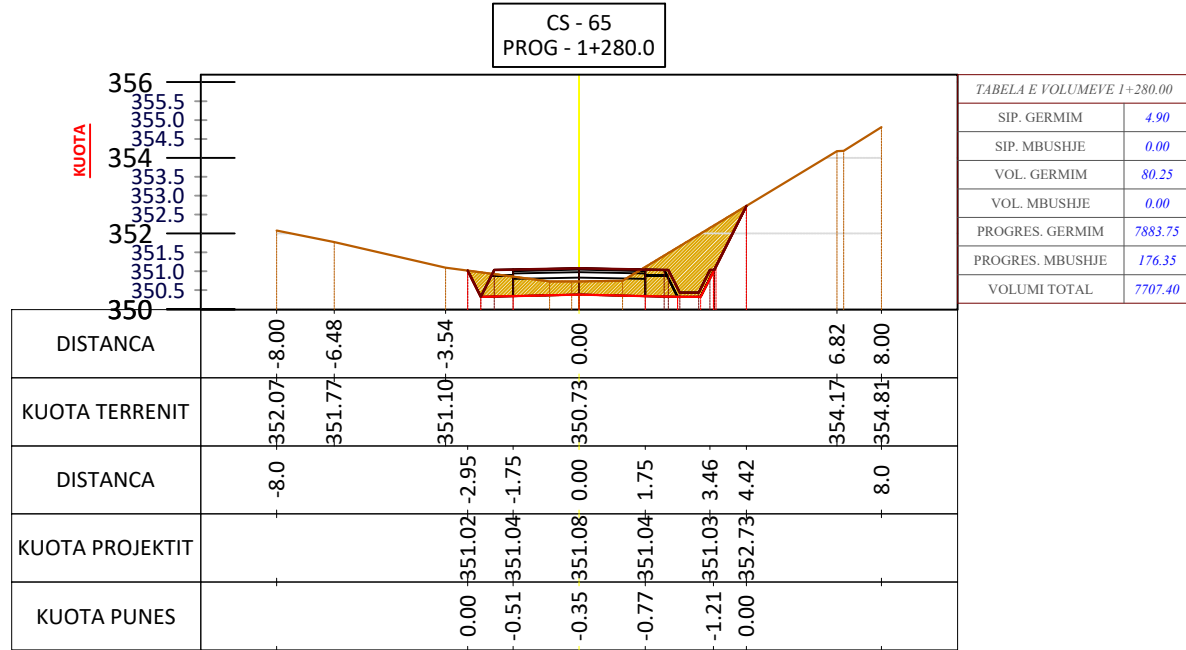 CS - 65
PROG - 1+280.0
KUOTA
356
355.5
355.0
354.5
354
353.5
353.0
352.5
352
351.5
351.0
350.5
350
TABELA E VOLUMEVE 1+280.00
SIP. GERMIM 4.90
SIP. MBUSHJE 0.00
VOL. GERMIM 80.25
VOL. MBUSHJE 0.00
PROGRES. GERMIM 7883.75
PROGRES. MBUSHJE 176.35
VOLUMI TOTAL 7707.40
DISTANCA -8.00 -6.48 -3.54 0.00 6.82 8.00
KUOTA TERRENIT 352.07 351.77 351.10 350.73 354.17 354.81
DISTANCA -8.0 -2.95 -1.75 0.00 1.75 3.46 4.42 8.0
KUOTA PROJEKTIT 351.02 351.04 351.08 351.04 351.03 352.73
KUOTA PUNES 0.00 -0.51 -0.35 -0.77 -1.21 0.00